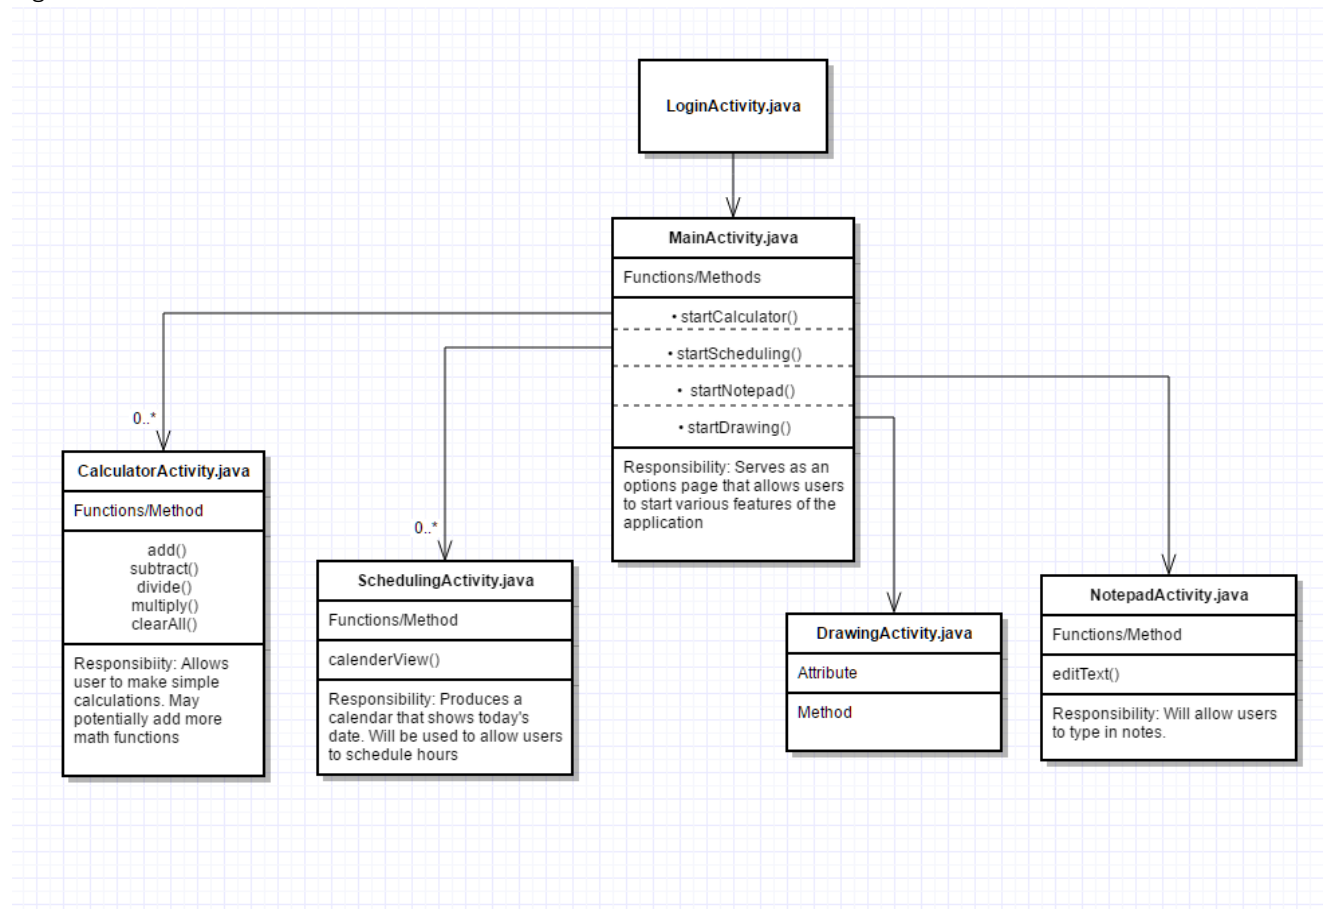 LoginActivity.java
MainActivity.java
Functions/Methods
• startCalculator()
• startScheduling()
• startNotepad()
• startDrawing()
Responsibility: Serves as an
options page that allows users
to start various features of the
application
0..*
CalculatorActivity.java
Functions/Method
add()
subtract()
divide()
multiply()
clearAll()
Responsibiity: Allows
user to make simple
calculations. May
potentially add more
math functions
0..*
SchedulingActivity.java
Functions/Method
calenderView()
Responsibility: Produces a
calendar that shows today's
date. Will be used to allow users
to schedule hours
DrawingActivity.java
Attribute
Method
NotepadActivity.java
Functions/Method
editText()
Responsibility: Will allow users
to type in notes.